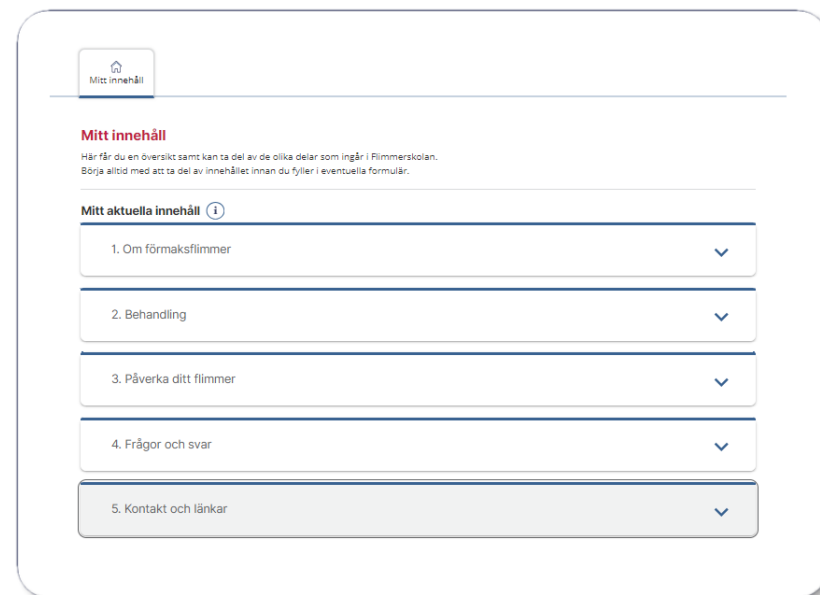 Mitt innehåll
Mitt innehåll
Här får du en översikt samt kan ta del av de olika delar som ingår i Flimmerskolan.
Börja alltid med att ta del av innehållet innan du fyller i eventuella formulär.
Mitt aktuella innehåll i
1. Om förmaksflimmer
2. Behandling
3. Påverka ditt flimmer
4. Frågor och svar
5. Kontakt och länkar